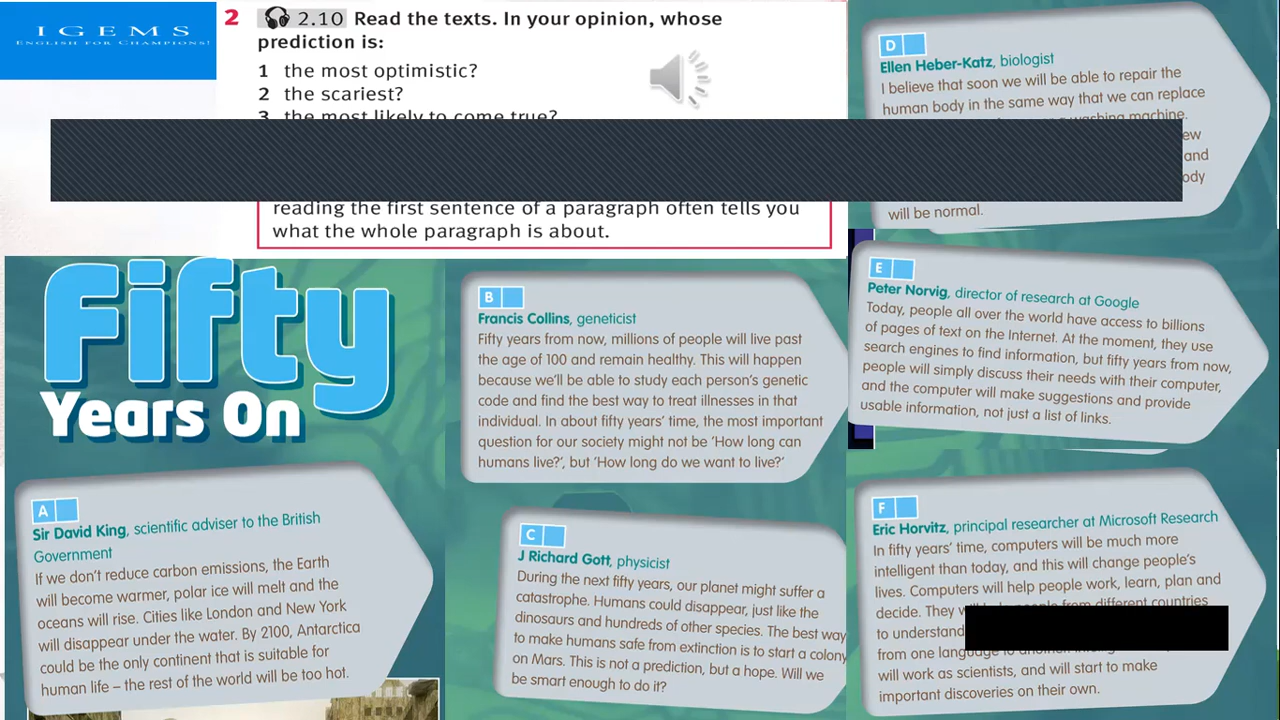 IGEMS
ENGLISH FOR CHAMPIONS!
2 2.10 Read the texts. In your opinion, whose
prediction is:
1 the most optimistic?
2 the scariest?
3 the most likely to come true?
reading the first sentence of a paragraph often tells you
what the whole paragraph is about.
Fifty
Years On
A
Sir David King, scientific adviser to the British
Government
If we don't reduce carbon emissions, the Earth
will become warmer, polar ice will melt and the
oceans will rise. Cities like London and New York
will disappear under the water. By 2100, Antarctica
could be the only continent that is suitable for
human life – the rest of the world will be too hot.
B
Francis Collins, geneticist
Fifty years from now, millions of people will live past
the age of 100 and remain healthy. This will happen
because we'll be able to study each person's genetic
code and find the best way to treat illnesses in that
individual. In about fifty years' time, the most important
question for our society might not be 'How long can
humans live?', but 'How long do we want to live?'
C
J Richard Gott, physicist
During the next fifty years, our planet might suffer a
catastrophe. Humans could disappear, just like the
dinosaurs and hundreds of other species. The best way
to make humans safe from extinction is to start a colony
on Mars. This is not a prediction, but a hope. Will we
be smart enough to do it?
D
Ellen Heber-Katz, biologist
I believe that soon we will be able to repair the
human body in the same way that we can replace
washing machine.
and
will be normal.
E
Peter Norvig, director of research at Google
Today, people all over the world have access to billions
of pages of text on the Internet. At the moment, they use
search engines to find information, but fifty years from now,
people will simply discuss their needs with their computer,
and the computer will make suggestions and provide
usable information, not just a list of links.
F
Eric Horvitz, principal researcher at Microsoft Research
In fifty years' time, computers will be much more
intelligent than today, and this will change people's
lives. Computers will help people work, learn, plan and
decide. They from different countries
to understand
from one language to another
will work as scientists, and will start to make
important discoveries on their own.